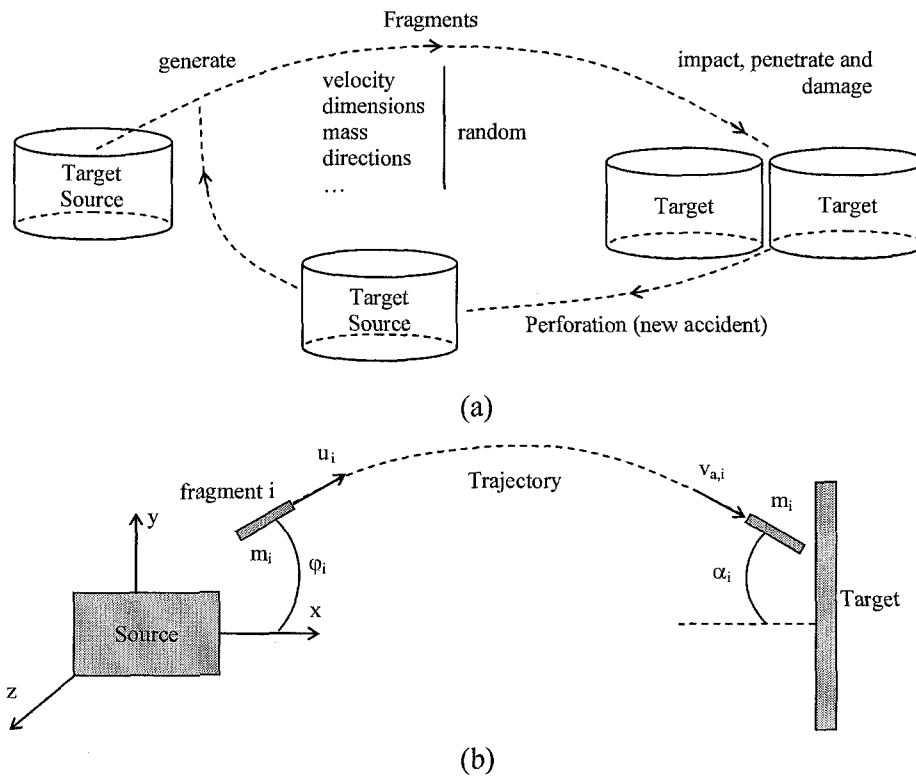 Fragments
generate
impact, penetrate and
damage
velocity
dimensions
mass
directions
…
random
Target
Source
Target
Target
Target
Source
Perforation (new accident)
(a)
u_i
fragment i
Trajectory
v_{a,i}
m_i
y
m_i
φ_i
α_i
x
Source
Target
z
(b)